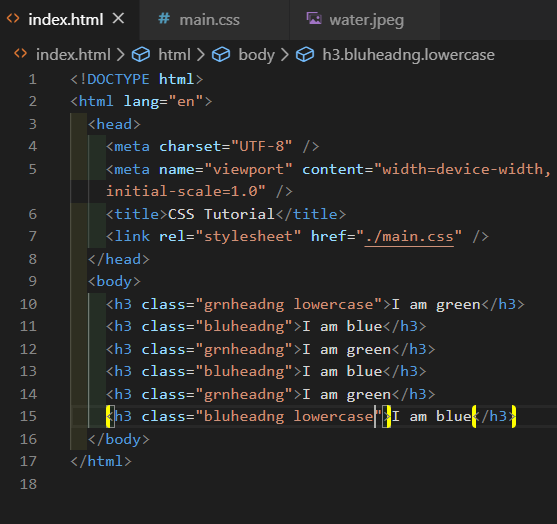 index.html × # main.css water.jpeg
index.html > html > body > h3.bluheadng.lowercase
1 <!DOCTYPE html>
2 <html lang="en">
3 <head>
4 <meta charset="UTF-8" />
5 <meta name="viewport" content="width=device-width,
initial-scale=1.0" />
6 <title>CSS Tutorial</title>
7 <link rel="stylesheet" href="./main.css" />
8 </head>
9 <body>
10 <h3 class="grnheadng lowercase">I am green</h3>
11 <h3 class="bluheadng">I am blue</h3>
12 <h3 class="grnheadng">I am green</h3>
13 <h3 class="bluheadng">I am blue</h3>
14 <h3 class="grnheadng">I am green</h3>
15 <h3 class="bluheadng lowercase">I am blue</h3>
16 </body>
17 </html>
18